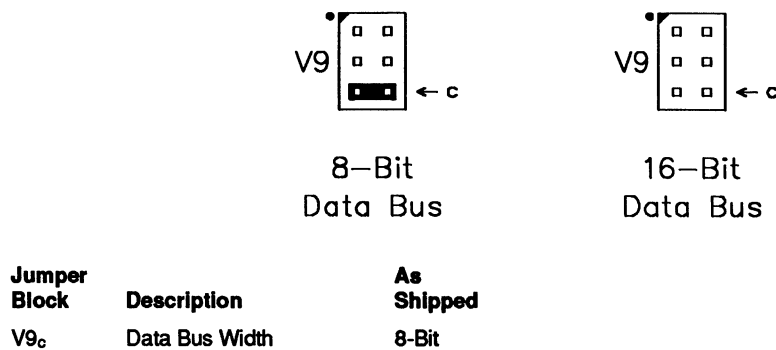 V9 ← c V9 ← c
8-Bit 16-Bit
Data Bus Data Bus
Jumper As
Block Description Shipped
V9c Data Bus Width 8-Bit